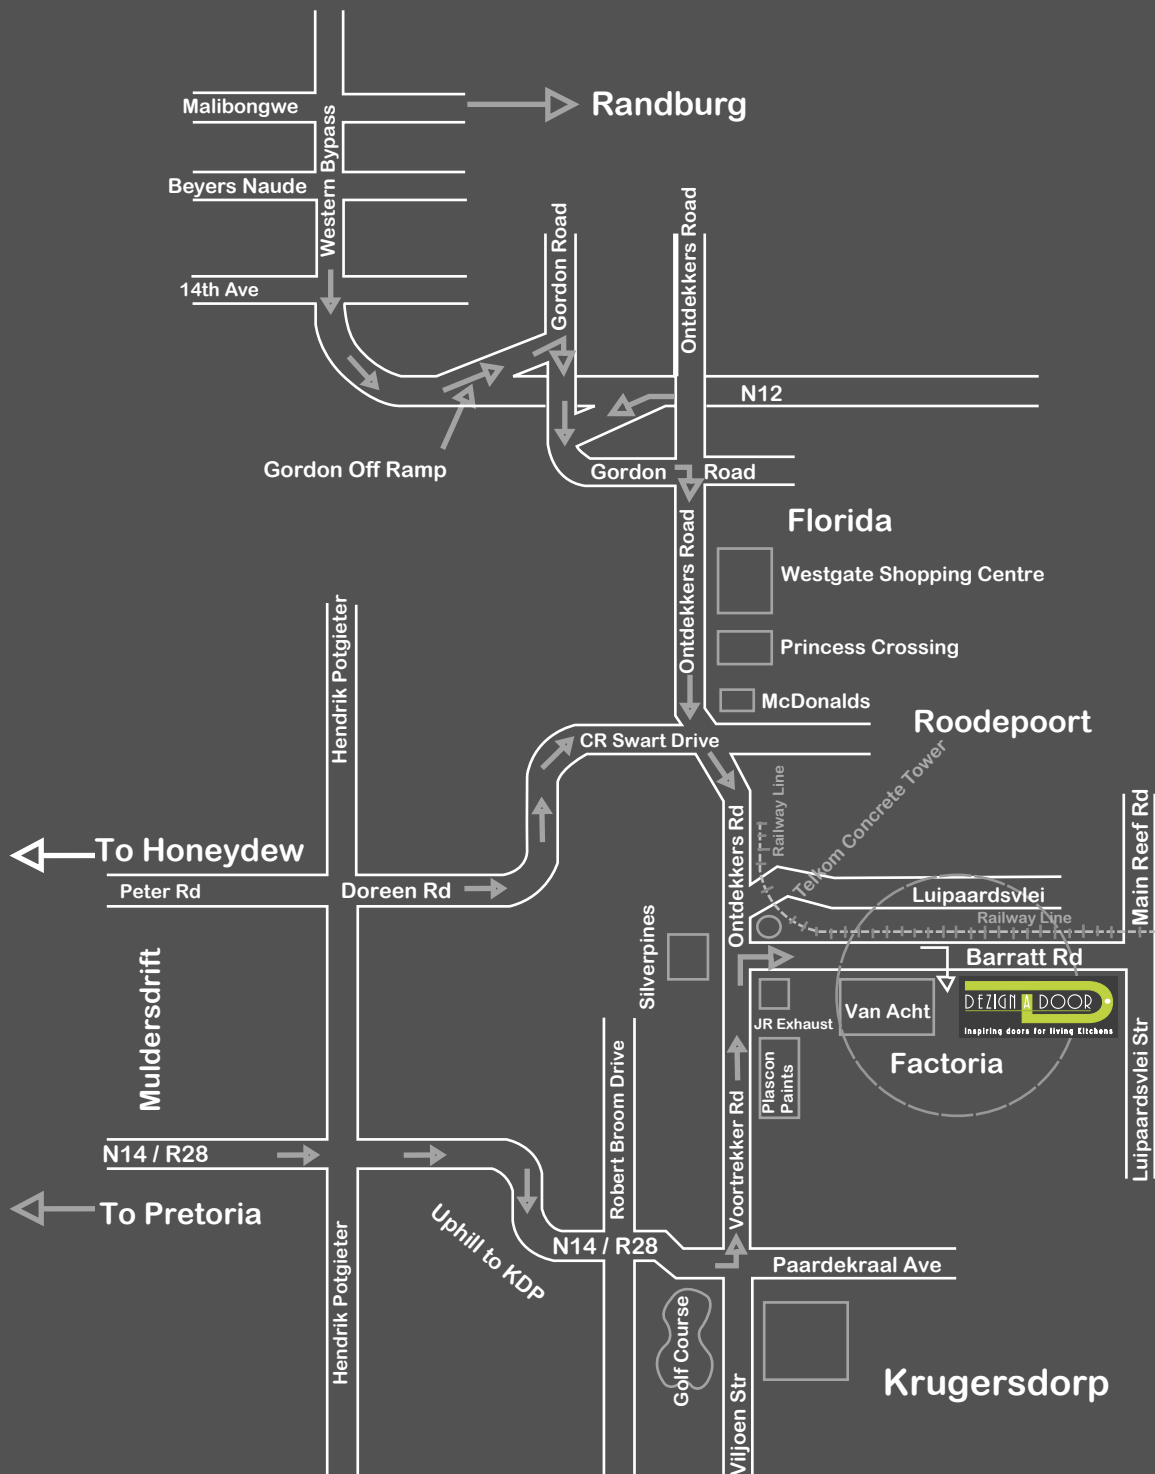 Malibongwe
Randburg
Western Bypass
Beyers Naude
14th Ave
Gordon Road
Ontdekkers Road
N12
Gordon Off Ramp
Gordon Road
Florida
Ontdekkers Road
Westgate Shopping Centre
Princess Crossing
McDonalds
Hendrik Potgieter
CR Swart Drive
Roodepoort
Railway Line
Telkom Concrete Tower
Main Reef Rd
To Honeydew
Peter Rd
Doreen Rd
Ontdekkers Rd
Luipaardsvlei
Railway Line
Silverpines
Barratt Rd
DEZIGN A DOOR
Inspiring doors for living Kitchens
Van Acht
JR Exhaust
Factoria
Muldersdrift
Plascon
Paints
Luipaardsvlei Str
Robert Broom Drive
Voortrekker Rd
N14 / R28
To Pretoria
Uphill to KDP
N14 / R28
Paardekraal Ave
Hendrik Potgieter
Golf Course
Krugersdorp
Viljoen Str